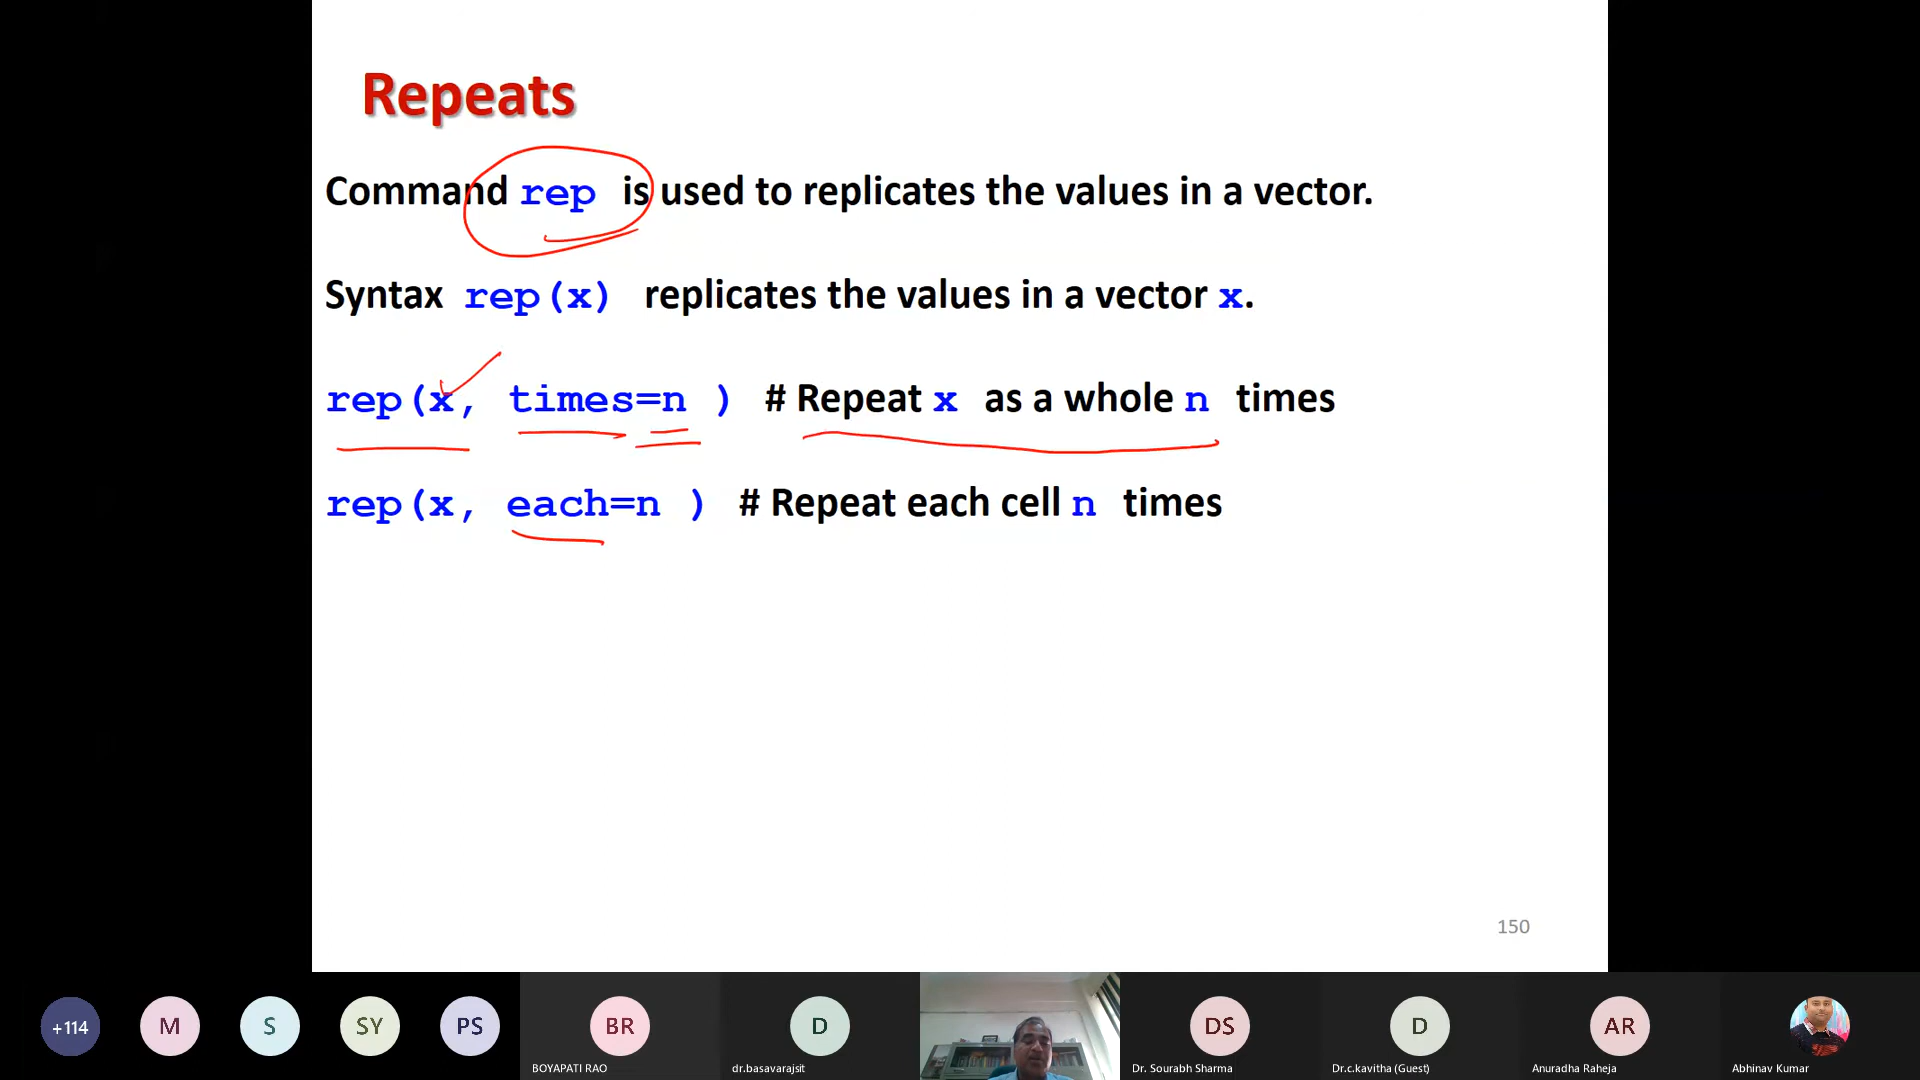 Repeats
Command rep is used to replicates the values in a vector.
Syntax rep(x) replicates the values in a vector x.
rep(x, times=n ) # Repeat x as a whole n times
rep(x, each=n ) # Repeat each cell n times
150
+114 M S SY PS BR D DS D AR
BOYAPATI RAO dr.basavarajsit Dr. Sourabh Sharma Dr.c.kavitha (Guest) Anuradha Raheja Abhinav Kumar